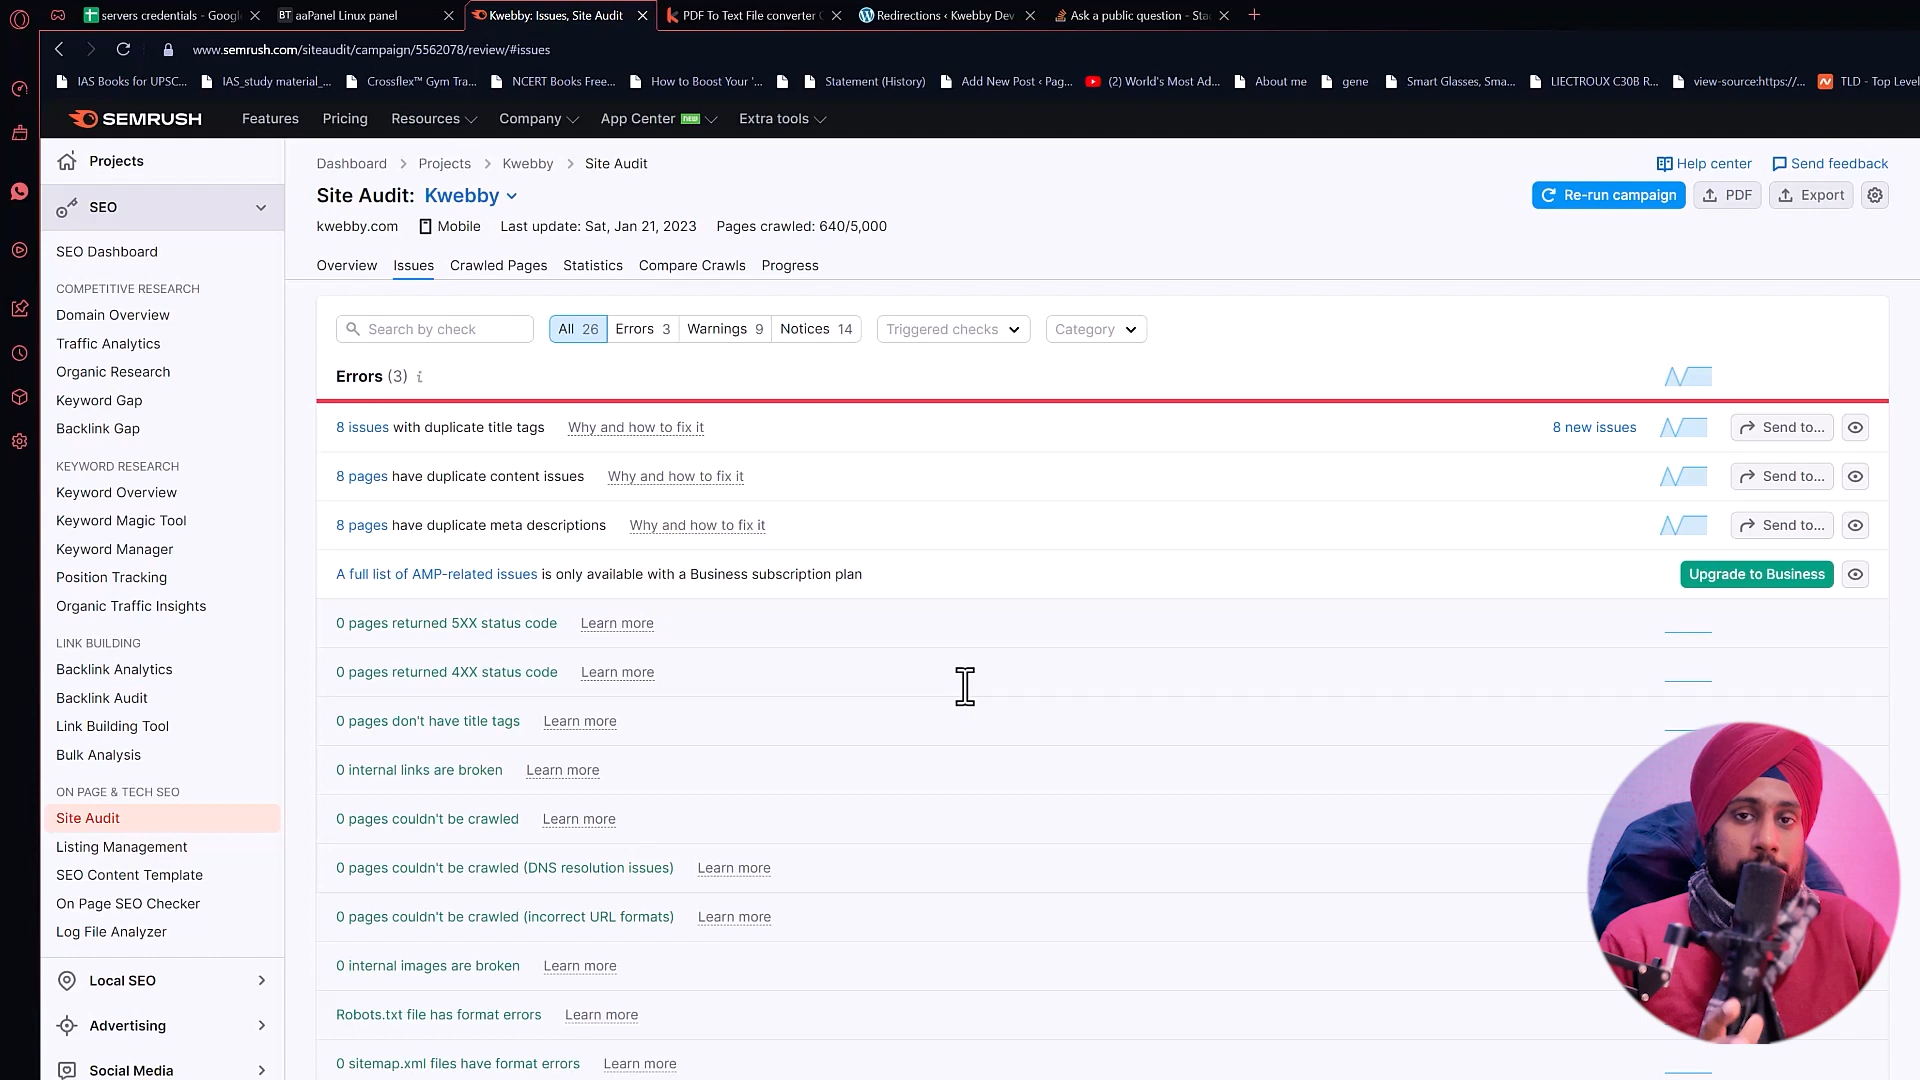 servers credentials - Googl
BT aaPanel Linux panel
Kwebby: Issues, Site Audit
PDF To Text File converter
Redirections ‹ Kwebby Dev
Ask a public question - Sta
www.semrush.com/siteaudit/campaign/5562078/review/#issues
IAS Books for UPSC...
IAS_study material_...
Crossflex™ Gym Tra...
NCERT Books Free...
How to Boost Your '...
Statement (History)
Add New Post ‹ Pag...
(2) World's Most Ad...
About me
gene
Smart Glasses, Sma...
LIECTROUX C30B R...
view-source:https://...
TLD - Top Level
SEMRUSH
Features
Pricing
Resources
Company
App Center NEW
Extra tools
Projects
SEO
SEO Dashboard
COMPETITIVE RESEARCH
Domain Overview
Traffic Analytics
Organic Research
Keyword Gap
Backlink Gap
KEYWORD RESEARCH
Keyword Overview
Keyword Magic Tool
Keyword Manager
Position Tracking
Organic Traffic Insights
LINK BUILDING
Backlink Analytics
Backlink Audit
Link Building Tool
Bulk Analysis
ON PAGE & TECH SEO
Site Audit
Listing Management
SEO Content Template
On Page SEO Checker
Log File Analyzer
Local SEO
Advertising
Social Media
Dashboard > Projects > Kwebby > Site Audit
Help center
Send feedback
Site Audit: Kwebby
Re-run campaign
PDF
Export
kwebby.com Mobile Last update: Sat, Jan 21, 2023 Pages crawled: 640/5,000
Overview Issues Crawled Pages Statistics Compare Crawls Progress
Search by check
All 26 Errors 3 Warnings 9 Notices 14
Triggered checks
Category
Errors (3) i
8 issues with duplicate title tags Why and how to fix it 8 new issues Send to...
8 pages have duplicate content issues Why and how to fix it Send to...
8 pages have duplicate meta descriptions Why and how to fix it Send to...
A full list of AMP-related issues is only available with a Business subscription plan Upgrade to Business
0 pages returned 5XX status code Learn more
0 pages returned 4XX status code Learn more
0 pages don't have title tags Learn more
0 internal links are broken Learn more
0 pages couldn't be crawled Learn more
0 pages couldn't be crawled (DNS resolution issues) Learn more
0 pages couldn't be crawled (incorrect URL formats) Learn more
0 internal images are broken Learn more
Robots.txt file has format errors Learn more
0 sitemap.xml files have format errors Learn more